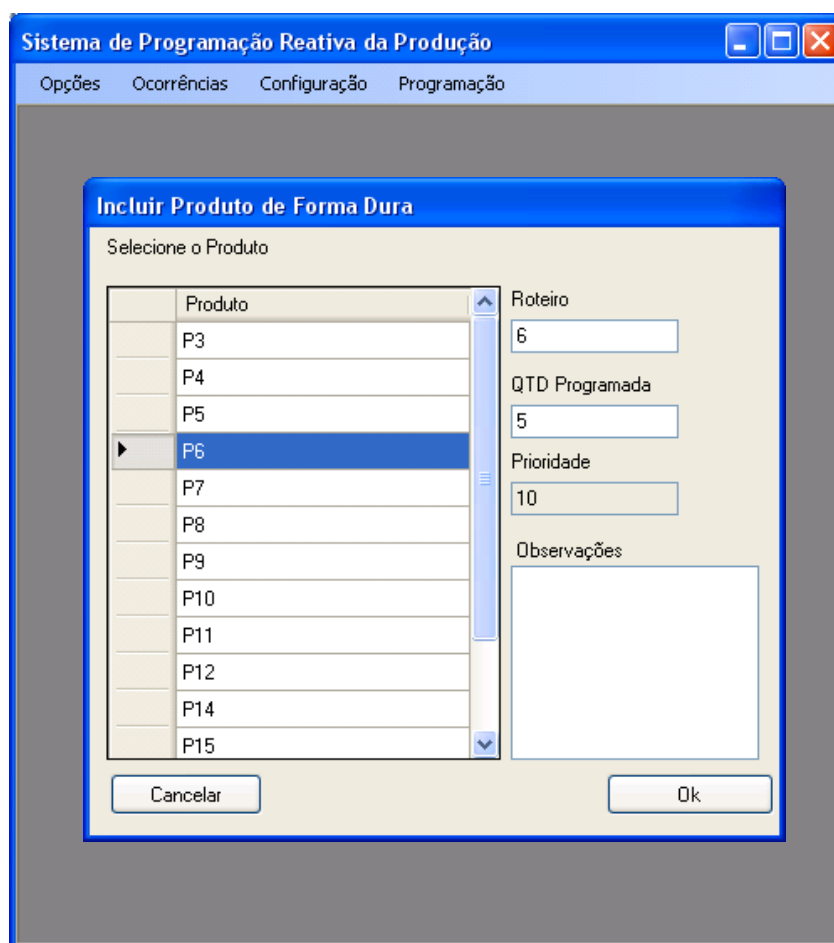 Sistema de Programação Reativa da Produção
Opções Ocorrências Configuração Programação
Incluir Produto de Forma Dura
Selecione o Produto
Produto
P3
P4
P5
P6
P7
P8
P9
P10
P11
P12
P14
P15
Roteiro
6
QTD Programada
5
Prioridade
10
Observações
Cancelar
Ok